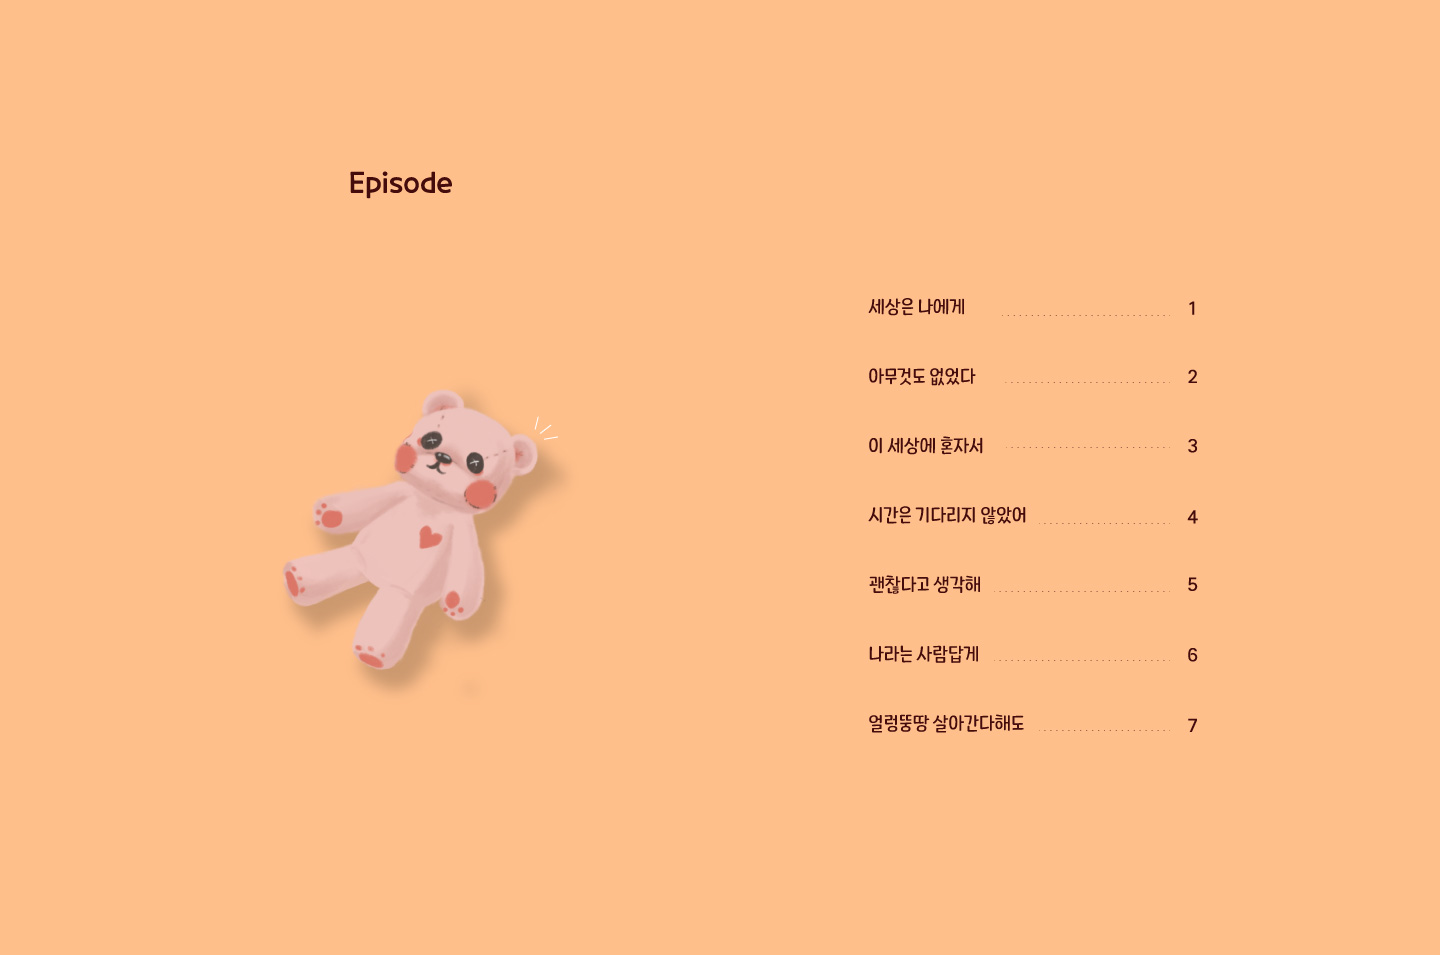 Episode
세상은 나에게 1
아무것도 없었다 2
이 세상에 혼자서 3
시간은 기다리지 않았어 4
괜찮다고 생각해 5
나라는 사람답게 6
얼렁뚱땅 살아간다해도 7